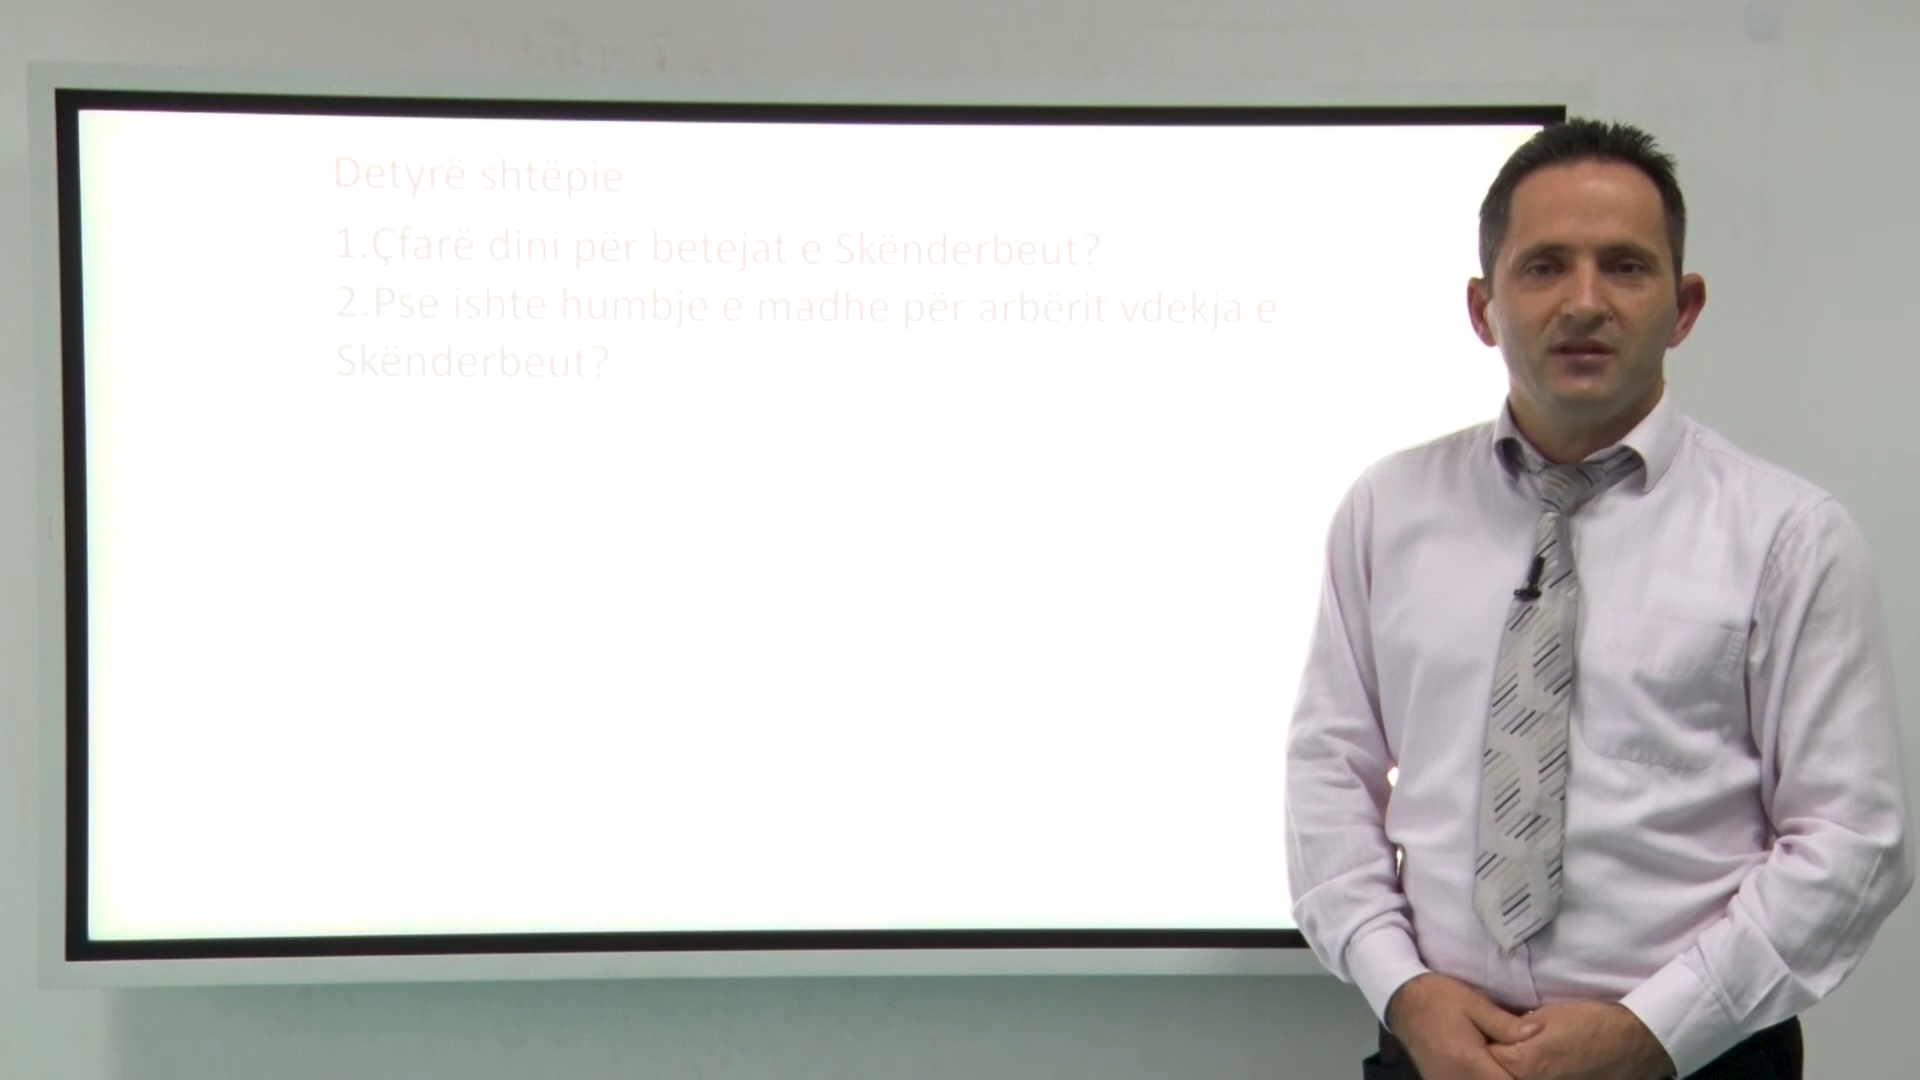 Detyrë shtëpie
1.Çfarë dini për betejat e Skënderbeut?
2.Pse ishte humbje e madhe për arbërit vdekja e
Skënderbeut?